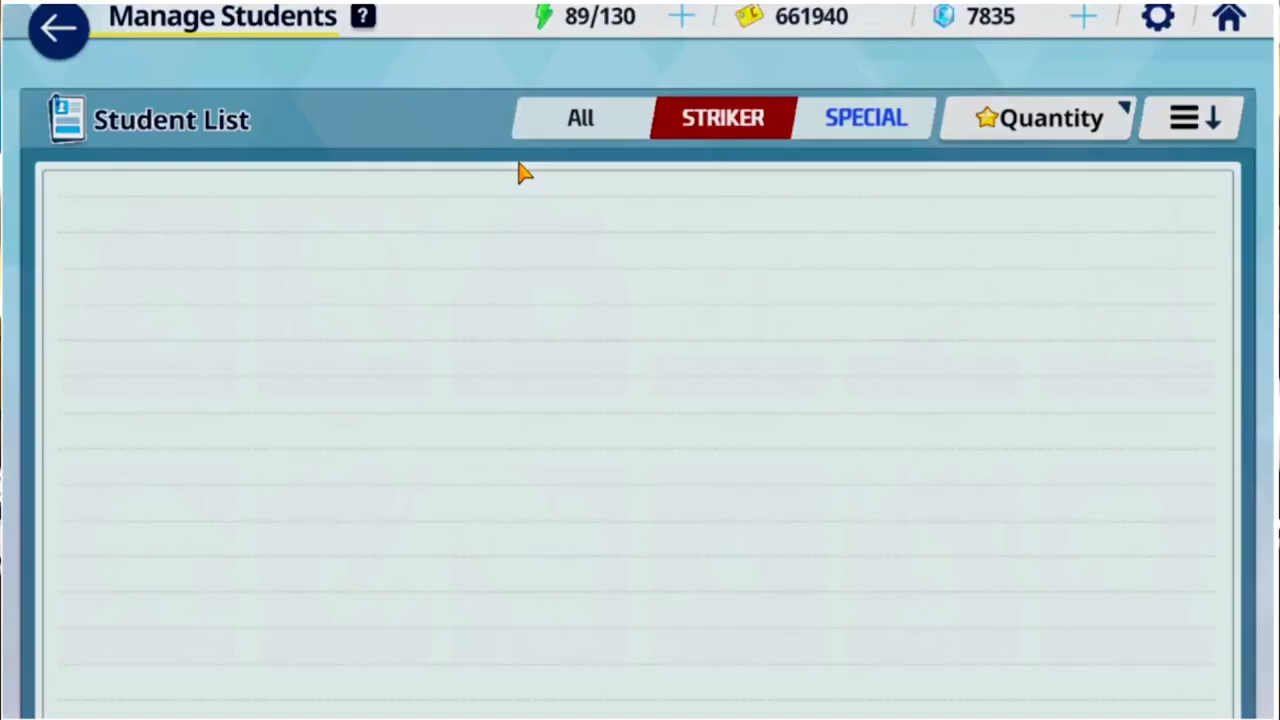 Manage Students ? 89/130 661940 7835
Student List All STRIKER SPECIAL Quantity